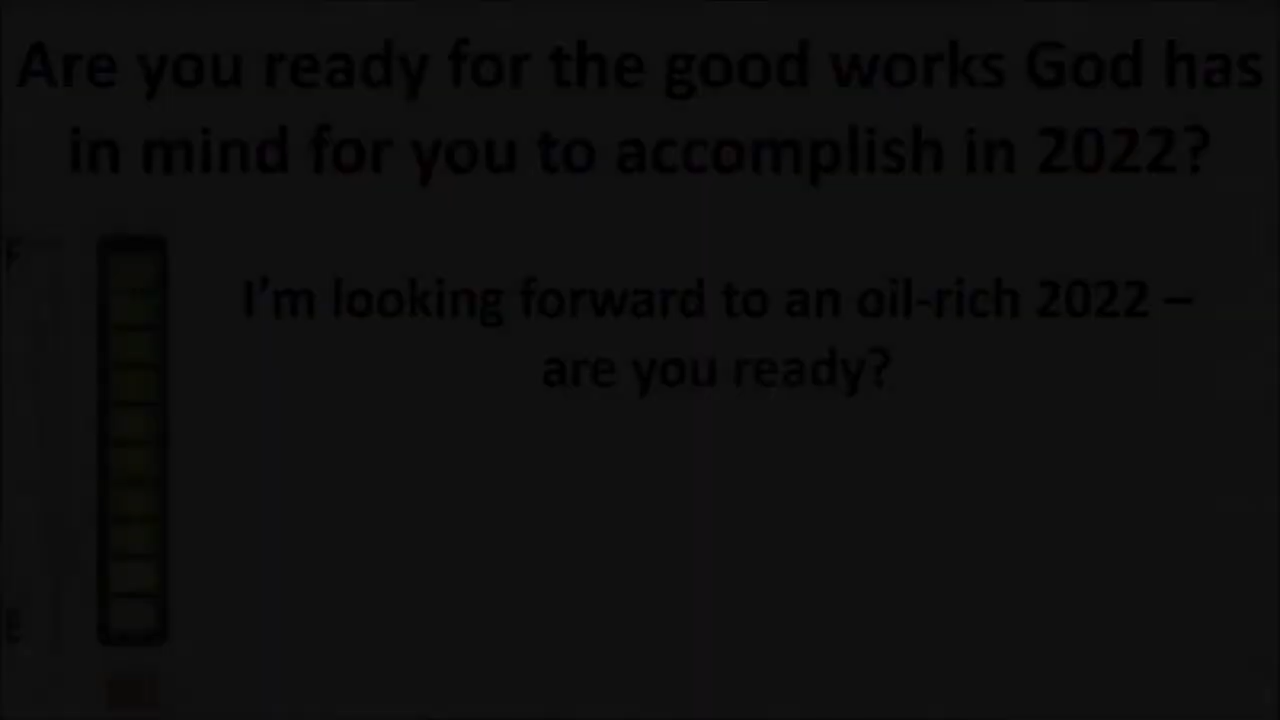 Are you ready for the good works God has
in mind for you to accomplish in 2022?
F
I'm looking forward to an oil-rich 2022 –
are you ready?
E